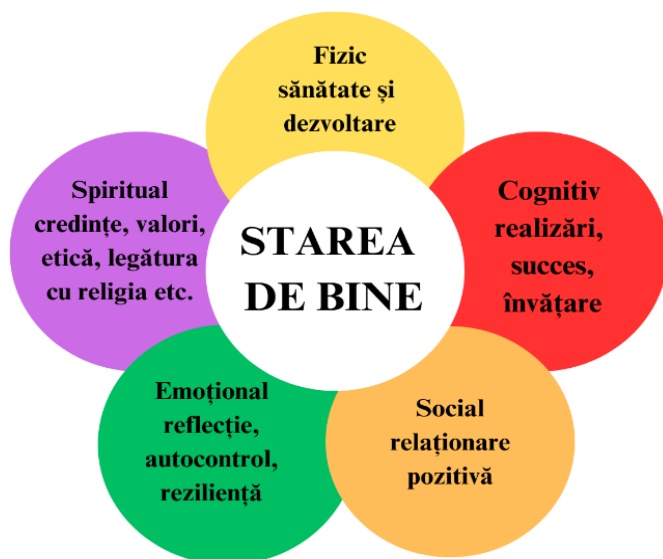 Fizic
sănătate și
dezvoltare
Cognitiv
realizări,
succes,
învățare
Social
relaționare
pozitivă
Emoțional
reflecție,
autocontrol,
reziliență
Spiritual
credințe, valori,
etică, legătura
cu religia etc.
STAREA
DE BINE